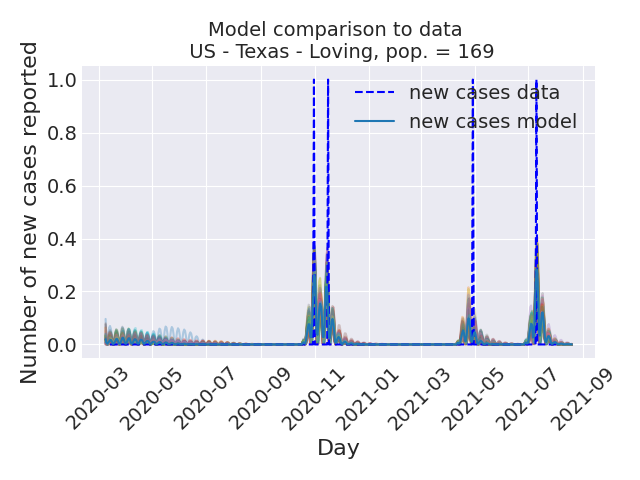 Model comparison to data
US - Texas - Loving, pop. = 169
Number of new cases reported
1.0
0.8
0.6
0.4
0.2
0.0
new cases data
new cases model
2020-03
2020-05
2020-07
2020-09
2020-11
2021-01
2021-03
2021-05
2021-07
2021-09
Day